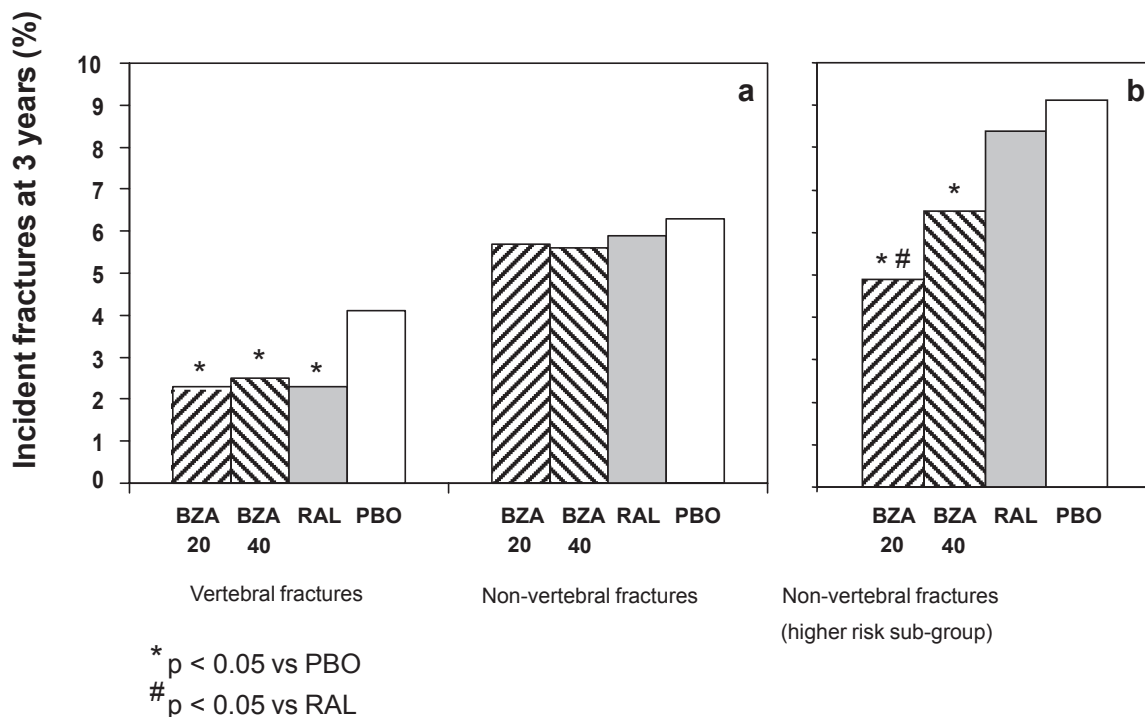 Incident fractures at 3 years (%)
10
9
8
7
6
5
4
3
2
1
0
a
b
*
*
*
* #
*
BZA 20
BZA 40
RAL
PBO
BZA 20
BZA 40
RAL
PBO
BZA 20
BZA 40
RAL
PBO
Vertebral fractures
Non-vertebral fractures
Non-vertebral fractures
(higher risk sub-group)
* p < 0.05 vs PBO
# p < 0.05 vs RAL